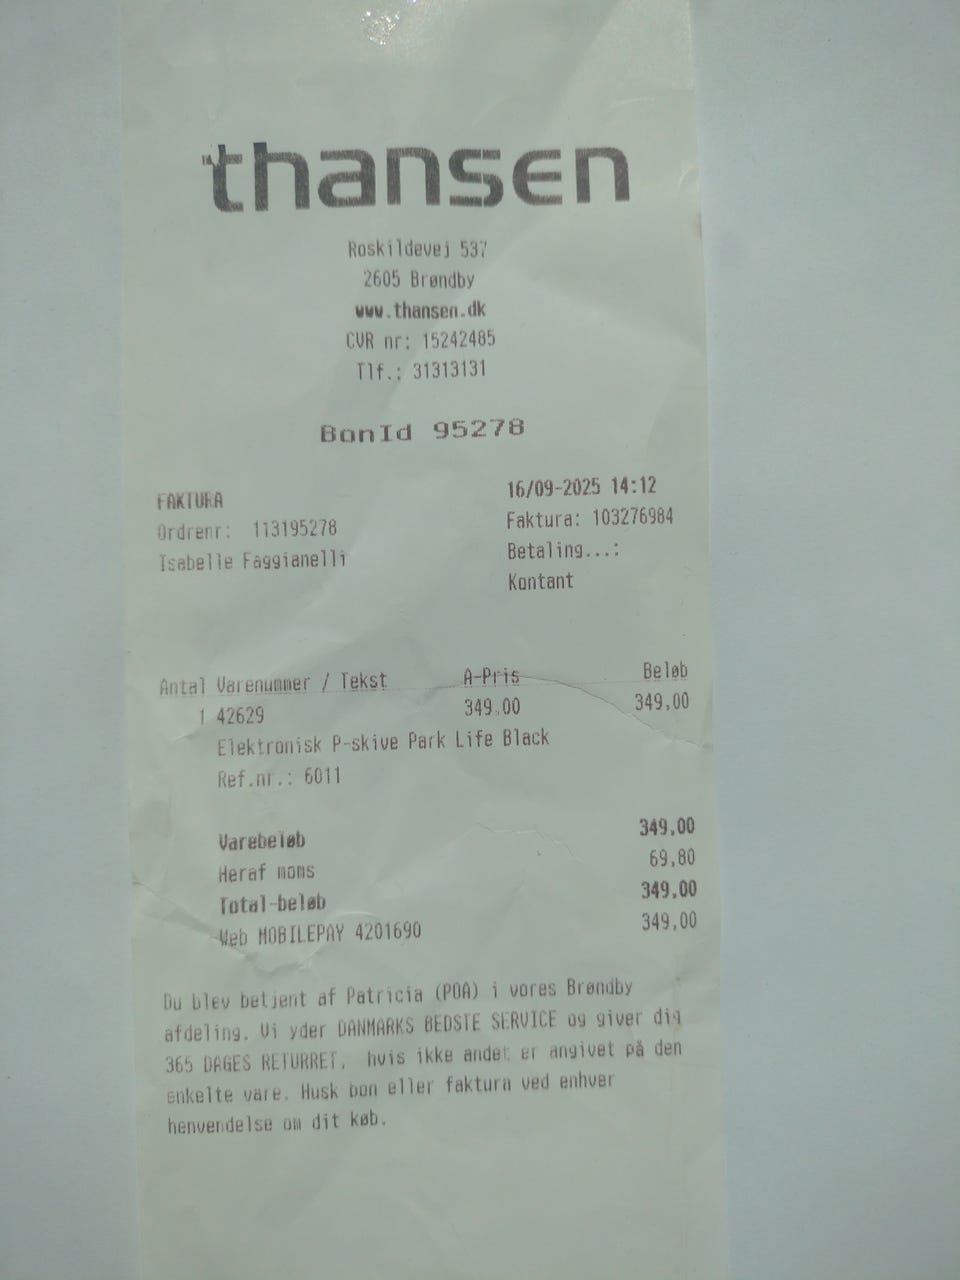 thansen
Roskildevej 537
2605 Brøndby
www.thansen.dk
CVR nr: 15242485
Tlf.: 31313131
BonId 95278
FAKTURA 16/09-2025 14:12
Ordrenr: 113195278 Faktura: 103276984
Isabelle Faggianelli Betaling...:
Kontant
Antal Varenummer / Tekst A-Pris Beløb
1 42629 349.00 349,00
Elektronisk P-skive Park Life Black
Ref.nr.: 6011
Varebeløb 349,00
Heraf moms 69,80
Total-beløb 349,00
Web MOBILEPAY 4201690 349,00
Du blev betjent af Patricia (POA) i vores Brøndby
afdeling. Vi yder DANMARKS BEDSTE SERVICE og giver dig
365 DAGES RETURRET, hvis ikke andet er angivet på den
enkelte vare. Husk bon eller faktura ved enhver
henvendelse om dit køb.